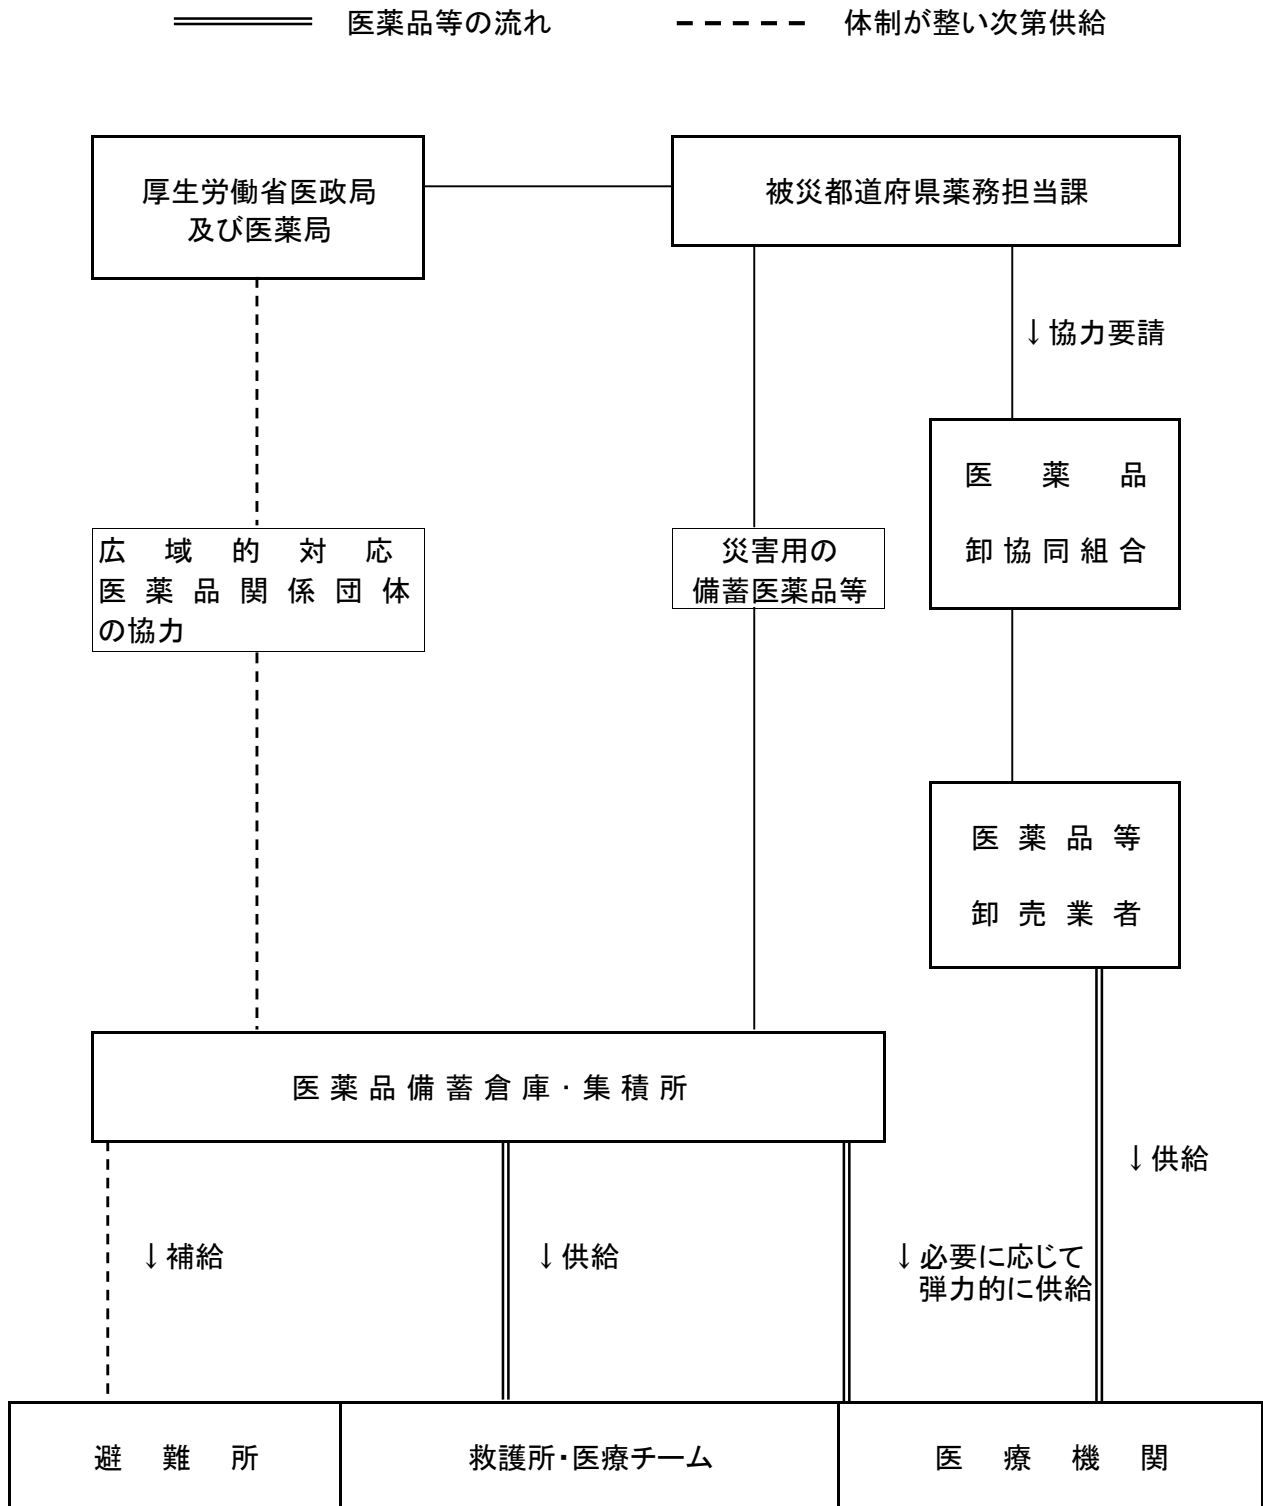 医薬品等の流れ
体制が整い次第供給
厚生労働省医政局
及び医薬局
被災都道府県薬務担当課
↓協力要請
医薬品
卸協同組合
広域的対応
医薬品関係団体
の協力
災害用の
備蓄医薬品等
医薬品等
卸売業者
医薬品備蓄倉庫・集積所
↓供給
↓補給
↓供給
↓必要に応じて
弾力的に供給
避難所
救護所・医療チーム
医療機関